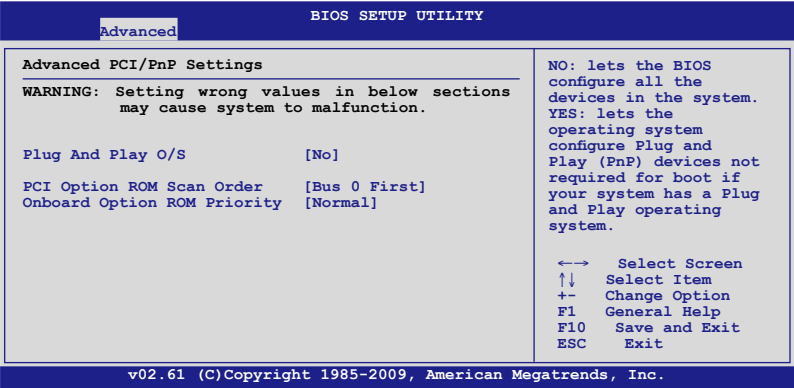 BIOS SETUP UTILITY
Advanced
Advanced PCI/PnP Settings
WARNING: Setting wrong values in below sections
may cause system to malfunction.
Plug And Play O/S [No]
PCI Option ROM Scan Order [Bus 0 First]
Onboard Option ROM Priority [Normal]
NO: lets the BIOS
configure all the
devices in the system.
YES: lets the
operating system
configure Plug and
Play (PnP) devices not
required for boot if
your system has a Plug
and Play operating
system.
←→ Select Screen
↑↓ Select Item
+- Change Option
F1 General Help
F10 Save and Exit
ESC Exit
v02.61 (C)Copyright 1985-2009, American Megatrends, Inc.